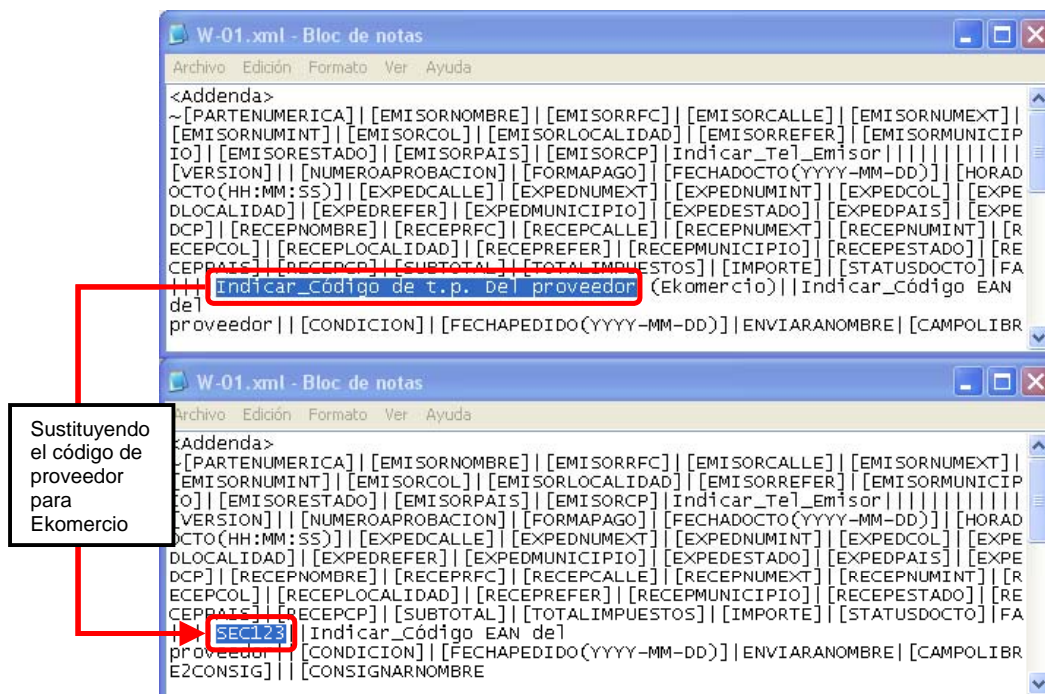 W-01.xml - Bloc de notas
Archivo Edición Formato Ver Ayuda
<Addenda>
~[PARTENUMERICA]|[EMISORNOMBRE]|[EMISORRFC]|[EMISORCALLE]|[EMISORNUMEXT]|
[EMISORNUMINT]|[EMISORCOL]|[EMISORLOCALIDAD]|[EMISORREFER]|[EMISORMUNICIP
IO]|[EMISORESTADO]|[EMISORPAIS]|[EMISORCP]|Indicar_Tel_Emisor||||||||||||
[VERSION]||[NUMEROAPROBACION]|[FORMAPAGO]|[FECHADOCTO(YYYY-MM-DD)]|[HORAD
OCTO(HH:MM:SS)]|[EXPEDCALLE]|[EXPEDNUMEXT]|[EXPEDNUMINT]|[EXPEDCOL]|[EXPE
DLOCALIDAD]|[EXPEDREFER]|[EXPEDMUNICIPIO]|[EXPEDESTADO]|[EXPEDPAIS]|[EXPE
DCP]|[RECEPNOMBRE]|[RECEPRFC]|[RECEPCALLE]|[RECEPNUMEXT]|[RECEPNUMINT]|[R
ECEPCOL]|[RECEPLOCALIDAD]|[RECEPREFER]|[RECEPMUNICIPIO]|[RECEPESTADO]|[RE
CEPPAIS]|[RECEPCP]|[SUBTOTAL]|[TOTALIMPUESTOS]|[IMPORTE]|[STATUSDOCTO]|FA
|||Indicar_Código de t.p. Del proveedor (Ekomercio)||Indicar_Código EAN
del
proveedor||[CONDICION]|[FECHAPEDIDO(YYYY-MM-DD)]|ENVIARANOMBRE|[CAMPOLIBR
W-01.xml - Bloc de notas
Archivo Edición Formato Ver Ayuda
<Addenda>
~[PARTENUMERICA]|[EMISORNOMBRE]|[EMISORRFC]|[EMISORCALLE]|[EMISORNUMEXT]|
[EMISORNUMINT]|[EMISORCOL]|[EMISORLOCALIDAD]|[EMISORREFER]|[EMISORMUNICIP
IO]|[EMISORESTADO]|[EMISORPAIS]|[EMISORCP]|Indicar_Tel_Emisor||||||||||||
[VERSION]||[NUMEROAPROBACION]|[FORMAPAGO]|[FECHADOCTO(YYYY-MM-DD)]|[HORAD
OCTO(HH:MM:SS)]|[EXPEDCALLE]|[EXPEDNUMEXT]|[EXPEDNUMINT]|[EXPEDCOL]|[EXPE
DLOCALIDAD]|[EXPEDREFER]|[EXPEDMUNICIPIO]|[EXPEDESTADO]|[EXPEDPAIS]|[EXPE
DCP]|[RECEPNOMBRE]|[RECEPRFC]|[RECEPCALLE]|[RECEPNUMEXT]|[RECEPNUMINT]|[R
ECEPCOL]|[RECEPLOCALIDAD]|[RECEPREFER]|[RECEPMUNICIPIO]|[RECEPESTADO]|[RE
CEPPAIS]|[RECEPCP]|[SUBTOTAL]|[TOTALIMPUESTOS]|[IMPORTE]|[STATUSDOCTO]|FA
|||SEC123||Indicar_Código EAN del
proveedor||[CONDICION]|[FECHAPEDIDO(YYYY-MM-DD)]|ENVIARANOMBRE|[CAMPOLIBR
E2CONSIG]||[CONSIGNARNOMBRE
Sustituyendo
el código de
proveedor
para
Ekomercio